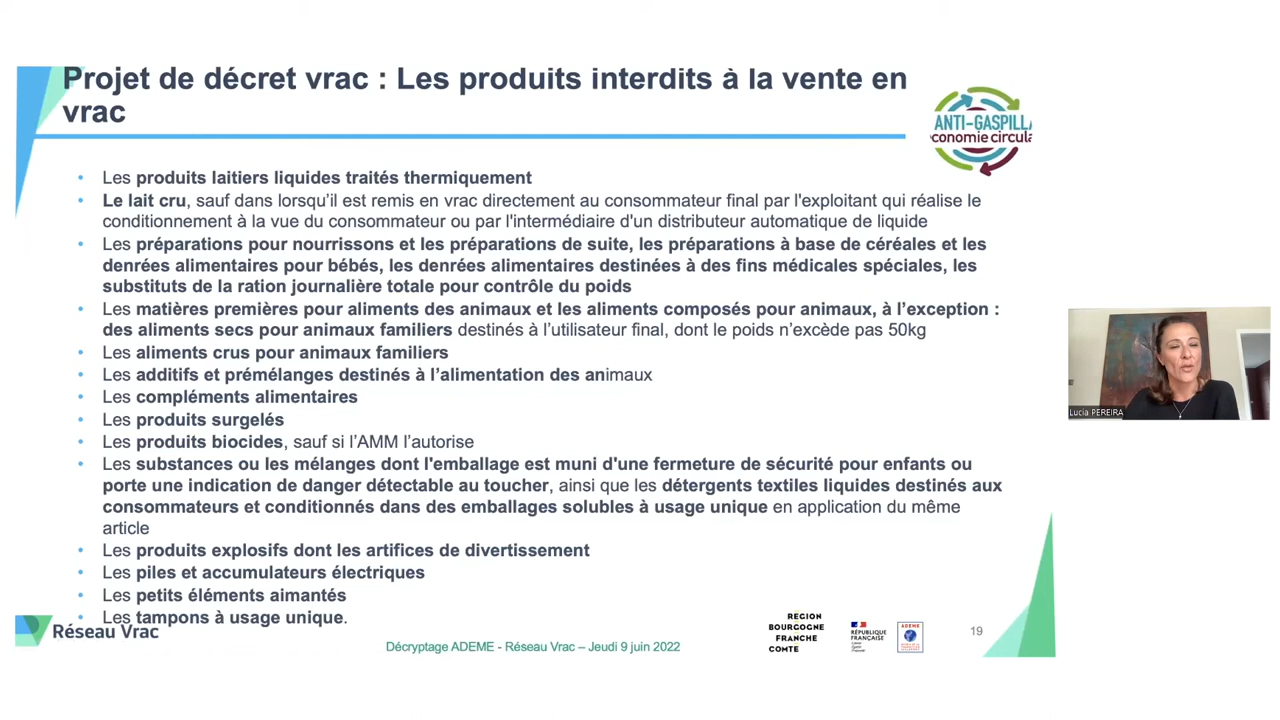 Projet de décret vrac : Les produits interdits à la vente en
vrac
ANTI-GASPILL
conomie circula
• Les produits laitiers liquides traités thermiquement
• Le lait cru, sauf dans lorsqu'il est remis en vrac directement au consommateur final par l'exploitant qui réalise le
conditionnement à la vue du consommateur ou par l'intermédiaire d'un distributeur automatique de liquide
• Les préparations pour nourrissons et les préparations de suite, les préparations à base de céréales et les
denrées alimentaires pour bébés, les denrées alimentaires destinées à des fins médicales spéciales, les
substituts de la ration journalière totale pour contrôle du poids
• Les matières premières pour aliments des animaux et les aliments composés pour animaux, à l'exception :
des aliments secs pour animaux familiers destinés à l'utilisateur final, dont le poids n'excède pas 50kg
• Les aliments crus pour animaux familiers
• Les additifs et prémélanges destinés à l'alimentation des animaux
• Les compléments alimentaires
• Les produits surgelés
• Les produits biocides, sauf si l'AMM l'autorise
• Les substances ou les mélanges dont l'emballage est muni d'une fermeture de sécurité pour enfants ou
porte une indication de danger détectable au toucher, ainsi que les détergents textiles liquides destinés aux
consommateurs et conditionnés dans des emballages solubles à usage unique en application du même
article
• Les produits explosifs dont les artifices de divertissement
• Les piles et accumulateurs électriques
• Les petits éléments aimantés
• Les tampons à usage unique.
Lucia PEREIRA
Réseau Vrac
Décryptage ADEME - Réseau Vrac – Jeudi 9 juin 2022
RÉGION
BOURGOGNE
FRANCHE
COMTE
RÉPUBLIQUE
FRANÇAISE
ADEME
19